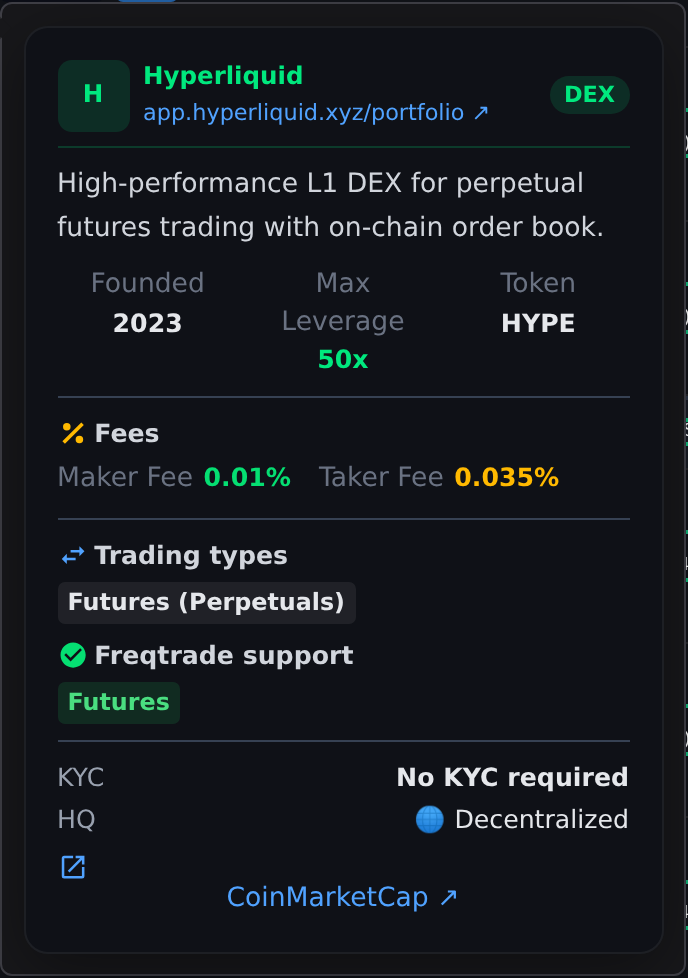 H
Hyperliquid
app.hyperliquid.xyz/portfolio ↗
DEX
High-performance L1 DEX for perpetual
futures trading with on-chain order book.
Founded
2023
Max
Leverage
50x
Token
HYPE
Fees
Maker Fee 0.01% Taker Fee 0.035%
Trading types
Futures (Perpetuals)
Freqtrade support
Futures
KYC No KYC required
HQ Decentralized
CoinMarketCap ↗